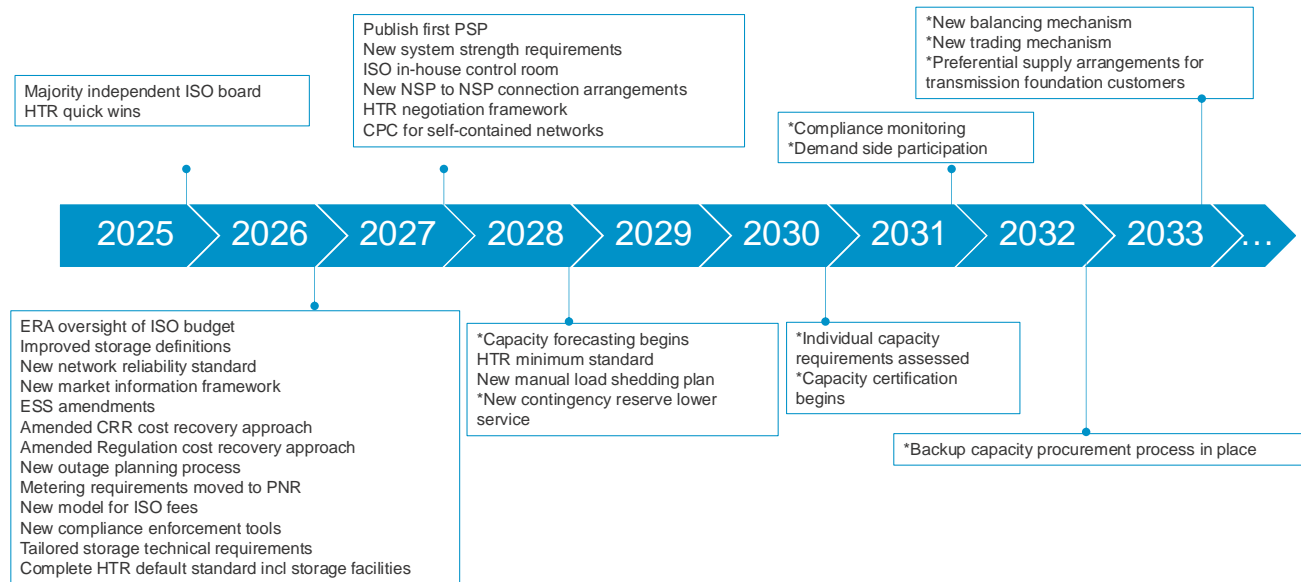 Majority independent ISO board
HTR quick wins
Publish first PSP
New system strength requirements
ISO in-house control room
New NSP to NSP connection arrangements
HTR negotiation framework
CPC for self-contained networks
*Compliance monitoring
*Demand side participation
*New balancing mechanism
*New trading mechanism
*Preferential supply arrangements for
transmission foundation customers
2025 2026 2027 2028 2029 2030 2031 2032 2033 ...
ERA oversight of ISO budget
Improved storage definitions
New network reliability standard
New market information framework
ESS amendments
Amended CRR cost recovery approach
Amended Regulation cost recovery approach
New outage planning process
Metering requirements moved to PNR
New model for ISO fees
New compliance enforcement tools
Tailored storage technical requirements
Complete HTR default standard incl storage facilities
*Capacity forecasting begins
HTR minimum standard
New manual load shedding plan
*New contingency reserve lower
service
*Individual capacity
requirements assessed
*Capacity certification
begins
*Backup capacity procurement process in place